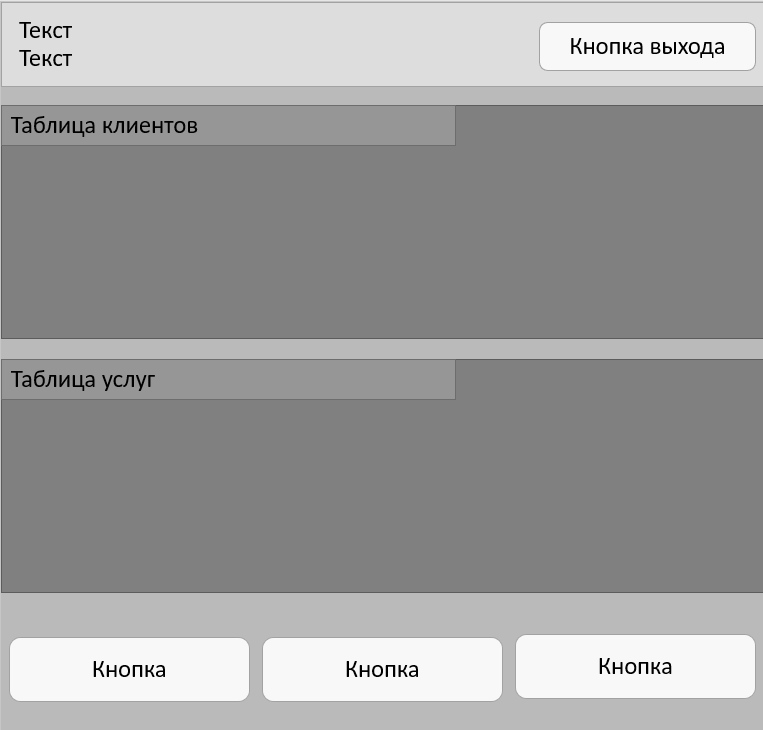 Текст
Текст
Кнопка выхода
Таблица клиентов
Таблица услуг
Кнопка
Кнопка
Кнопка